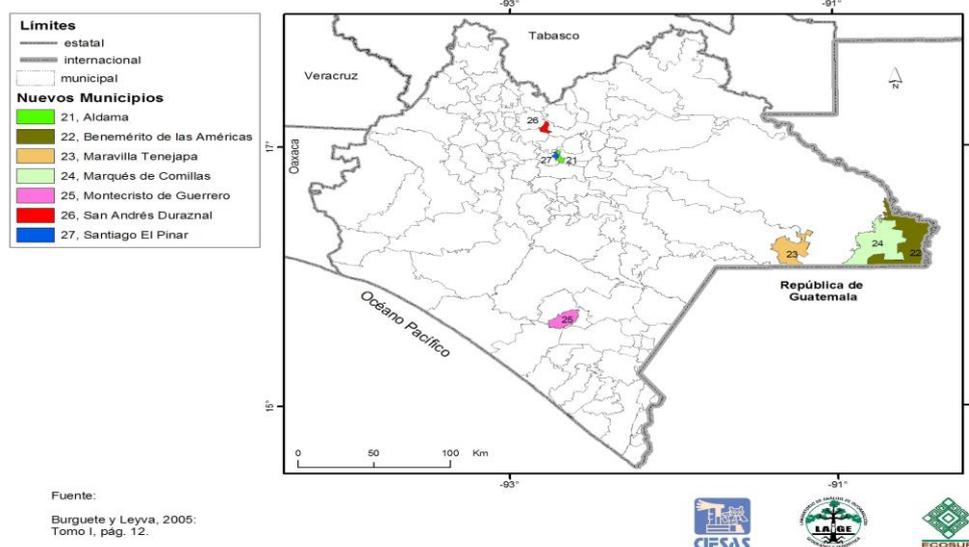 Límites
estatal
internacional
municipal
Nuevos Municipios
21, Aldama
22, Benemérito de las Américas
23, Maravilla Tenejapa
24, Marqués de Comillas
25, Montecristo de Guerrero
26, San Andrés Duraznal
27, Santiago El Pinar
-93°
-91°
Tabasco
Veracruz
N
26
17°
Oaxaca
27
21
24
22
23
República de
Guatemala
25
Océano Pacífico
15°
0 50 100 Km
-93°
-91°
Fuente:
Burguete y Leyva, 2005:
Tomo I, pág. 12.
CIESAS
LAIGE
ECOSUR